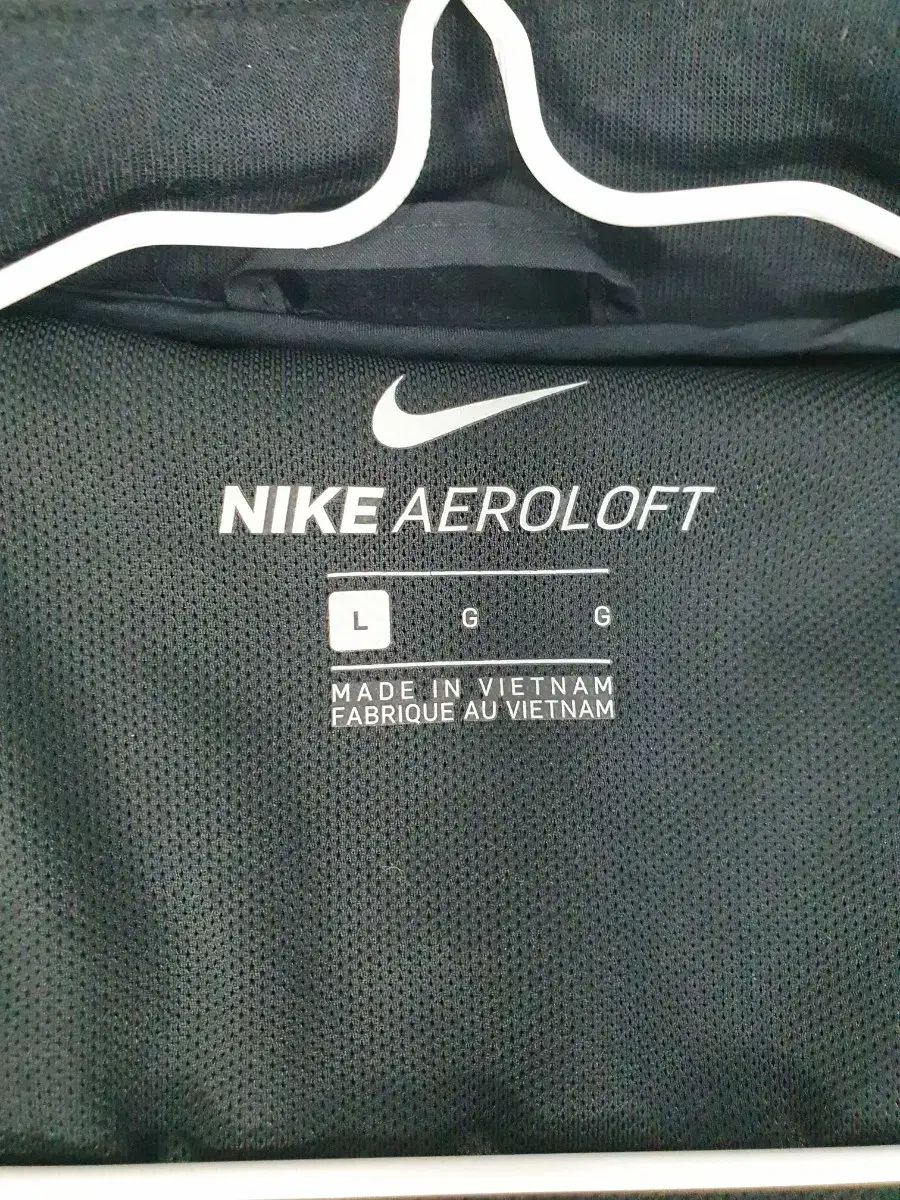 NIKE AEROLOFT
L G G
MADE IN VIETNAM
FABRIQUE AU VIETNAM